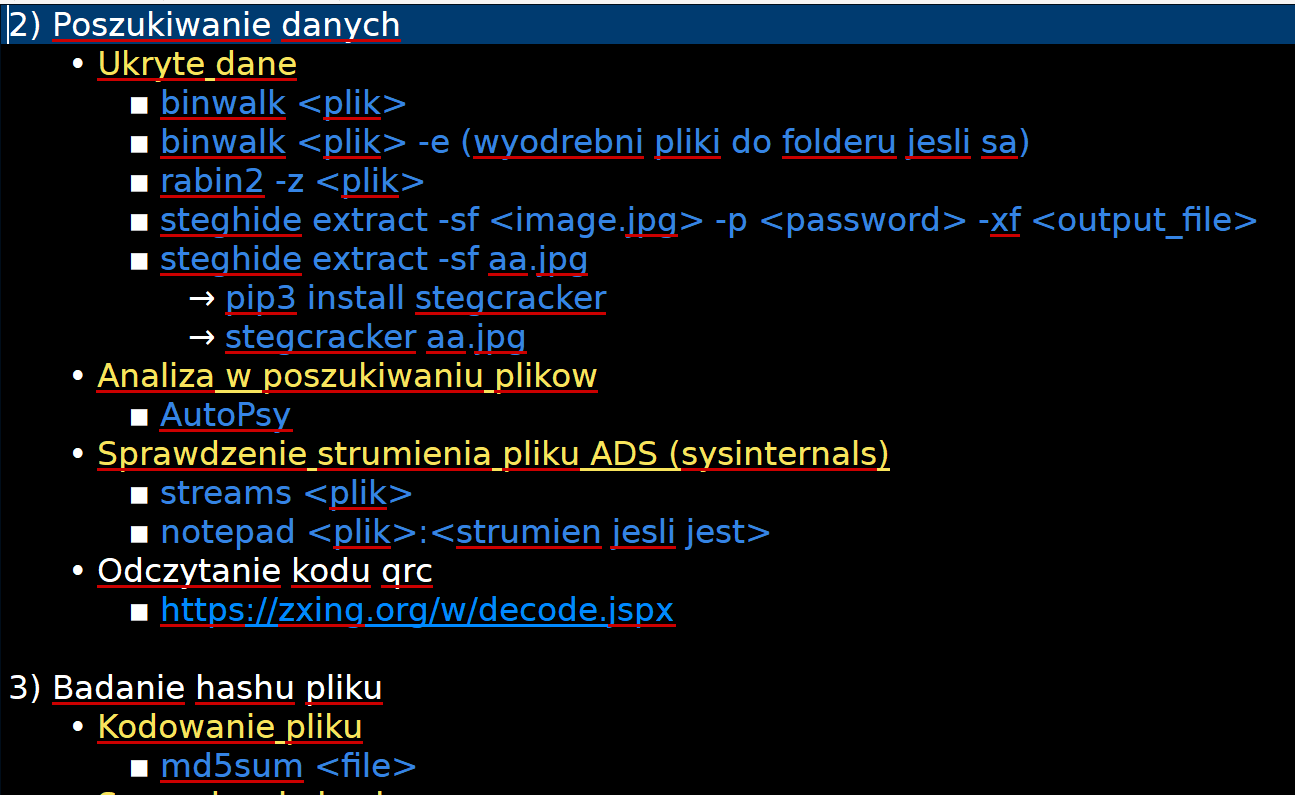 2) Poszukiwanie danych
• Ukryte dane
■ binwalk <plik>
■ binwalk <plik> -e (wyodrebni pliki do folderu jesli sa)
■ rabin2 -z <plik>
■ steghide extract -sf <image.jpg> -p <password> -xf <output_file>
■ steghide extract -sf aa.jpg
→ pip3 install stegcracker
→ stegcracker aa.jpg
• Analiza w poszukiwaniu plikow
■ AutoPsy
• Sprawdzenie strumienia pliku ADS (sysinternals)
■ streams <plik>
■ notepad <plik>:<strumien jesli jest>
• Odczytanie kodu qrc
■ https://zxing.org/w/decode.jspx
3) Badanie hashu pliku
• Kodowanie pliku
■ md5sum <file>